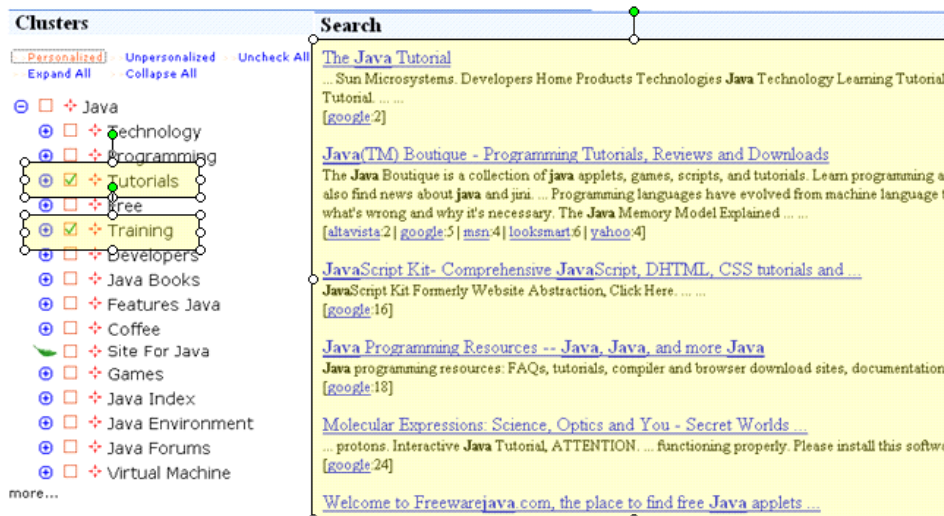 Clusters
Personalized Unpersonalized Uncheck All
Expand All Collapse All
Java
Technology
Programming
Tutorials
Free
Training
Developers
Java Books
Features Java
Coffee
Site For Java
Games
Java Index
Java Environment
Java Forums
Virtual Machine
more...
Search
The Java Tutorial
... Sun Microsystems. Developers Home Products Technologies Java Technology Learning Tutorial
Tutorial. ... ...
[google:2]
Java(TM) Boutique - Programming Tutorials, Reviews and Downloads
The Java Boutique is a collection of java applets, games, scripts, and tutorials. Learn programming a
also find news about java and jini. ... Programming languages have evolved from machine language
what's wrong and why it's necessary. The Java Memory Model Explained ... ...
[altavista:2| google:5| msn:4| looksmart:6| yahoo:4]
JavaScript Kit- Comprehensive JavaScript, DHTML, CSS tutorials and ...
JavaScript Kit Formerly Website Abstraction, Click Here. ... ...
[google:16]
Java Programming Resources -- Java, Java, and more Java
Java programming resources: FAQs, tutorials, compiler and browser download sites, documentation
[google:18]
Molecular Expressions: Science, Optics and You - Secret Worlds ...
... protons. Interactive Java Tutorial, ATTENTION. ... functioning properly. Please install this softw
[google:24]
Welcome to Freewarejava.com, the place to find free Java applets ...